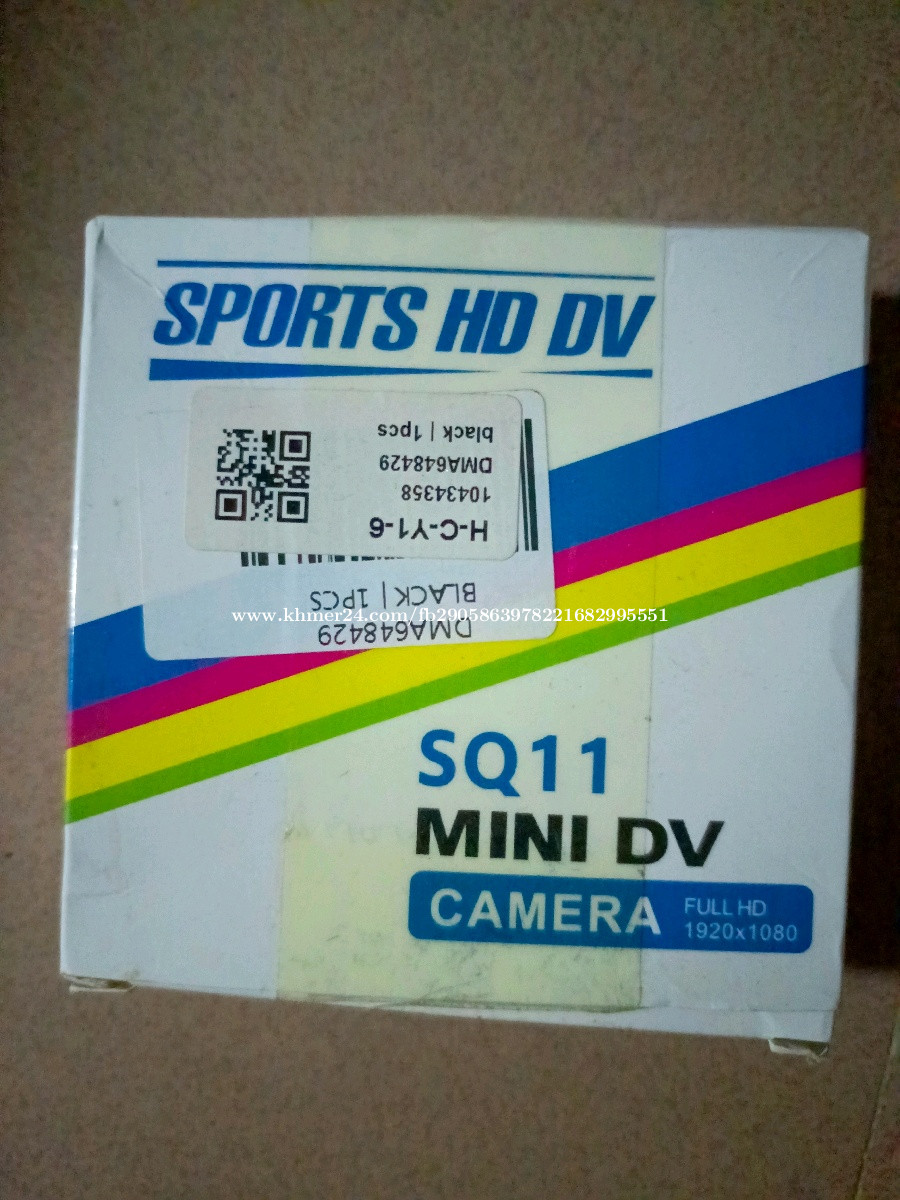 SPORTS HD DV
H-C-Y1-6
10434358
DMA648429
black | 1pcs
DMA648429
BLACK | 1PCS
www.khmer24.com/fb2905863978221682995551
SQ11
MINI DV
CAMERA
FULL HD
1920x1080